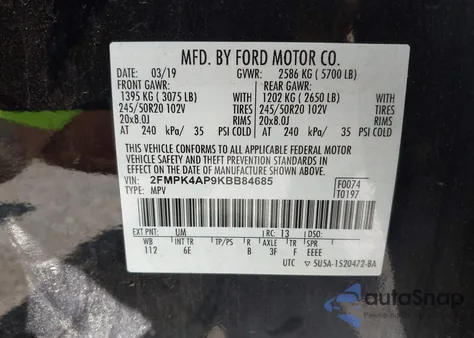 MFD. BY FORD MOTOR CO.
DATE: 03/19 GVWR: 2586 KG ( 5700 LB)
FRONT GAWR: REAR GAWR:
1395 KG ( 3075 LB) WITH 1202 KG ( 2650 LB) WITH
245/50R20 102V TIRES 245/50R20 102V TIRES
20x8.0J RIMS 20x8.0J RIMS
AT 240 kPa/ 35 PSI COLD AT 240 kPa/ 35 PSI COLD
THIS VEHICLE CONFORMS TO ALL APPLICABLE FEDERAL MOTOR
VEHICLE SAFETY AND THEFT PREVENTION STANDARDS IN
EFFECT ON THE DATE OF MANUFACTURE SHOWN ABOVE.
VIN: 2FMPK4AP9KBB84685 F0074
TYPE: MPV T0197
EXT PNT: UM RC: 13 DSO:
WB INT TR TP/PS R AXLE TR SPR
112 6E B 3F F EEEE
UTC ▽ 5U5A-1520472-BA
autoSnap